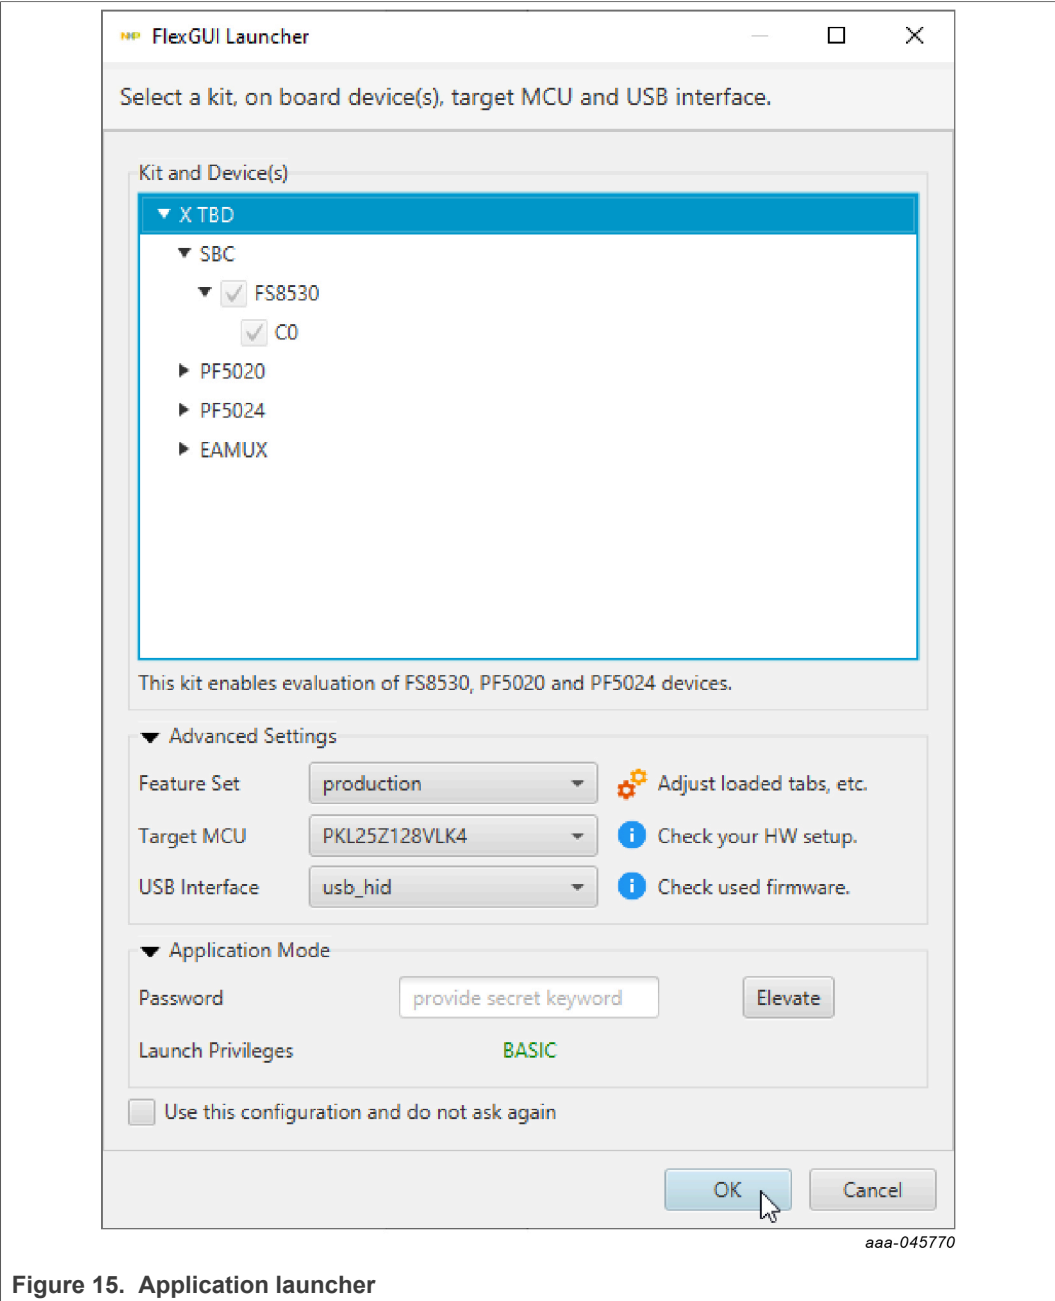 NXP FlexGUI Launcher
Select a kit, on board device(s), target MCU and USB interface.
Kit and Device(s)
X TBD
SBC
FS8530
C0
PF5020
PF5024
EAMUX
This kit enables evaluation of FS8530, PF5020 and PF5024 devices.
Advanced Settings
Feature Set production Adjust loaded tabs, etc.
Target MCU PKL25Z128VLK4 Check your HW setup.
USB Interface usb_hid Check used firmware.
Application Mode
Password provide secret keyword Elevate
Launch Privileges BASIC
Use this configuration and do not ask again
OK Cancel
aaa-045770
Figure 15. Application launcher